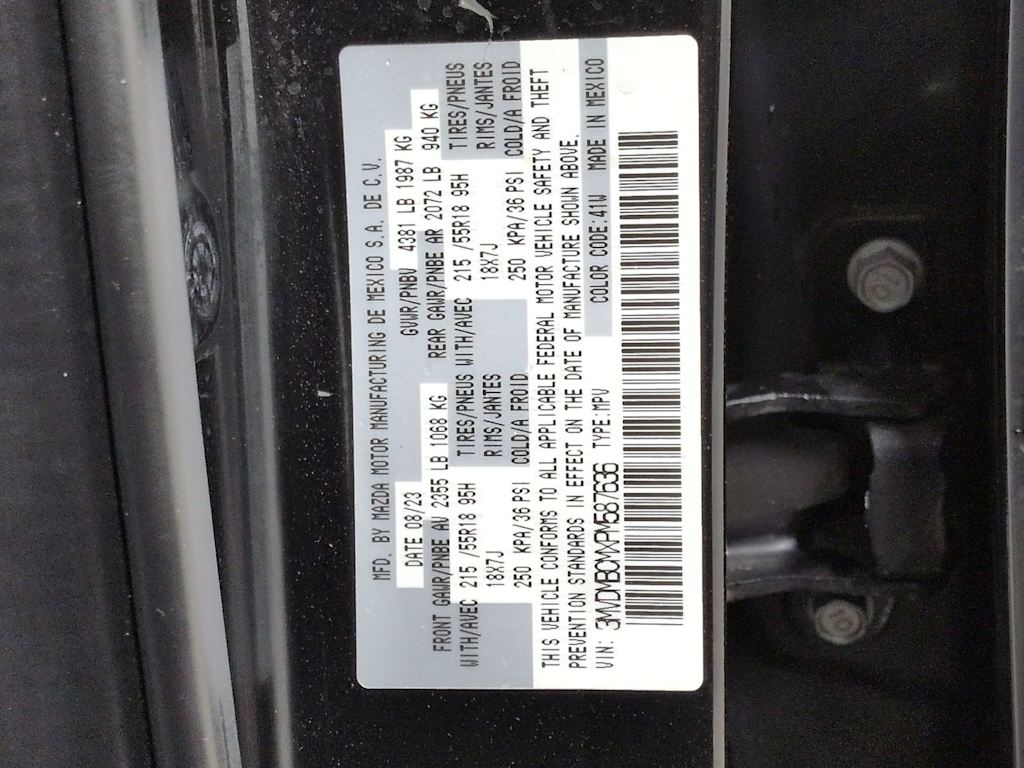 MFD. BY MAZDA MOTOR MANUFACTURING DE MEXICO S.A. DE C.V.
DATE 08/23 GVWR/PNBV 4381 LB 1987 KG
FRONT GAWR/PNBE AV 2355 LB 1068 KG REAR GAWR/PNBE AR 2072 LB 940 KG
WITH/AVEC 215 /55R18 95H TIRES/PNEUS WITH/AVEC 215 /55R18 95H TIRES/PNEUS
18X7J RIMS/JANTES 18X7J RIMS/JANTES
250 KPA/36 PSI COLD/A FROID 250 KPA/36 PSI COLD/A FROID
THIS VEHICLE CONFORMS TO ALL APPLICABLE FEDERAL MOTOR VEHICLE SAFETY AND THEFT
PREVENTION STANDARDS IN EFFECT ON THE DATE OF MANUFACTURE SHOWN ABOVE.
VIN: 3MVDMBCMXPM587636 TYPE:MPV COLOR CODE:41W MADE IN MEXICO